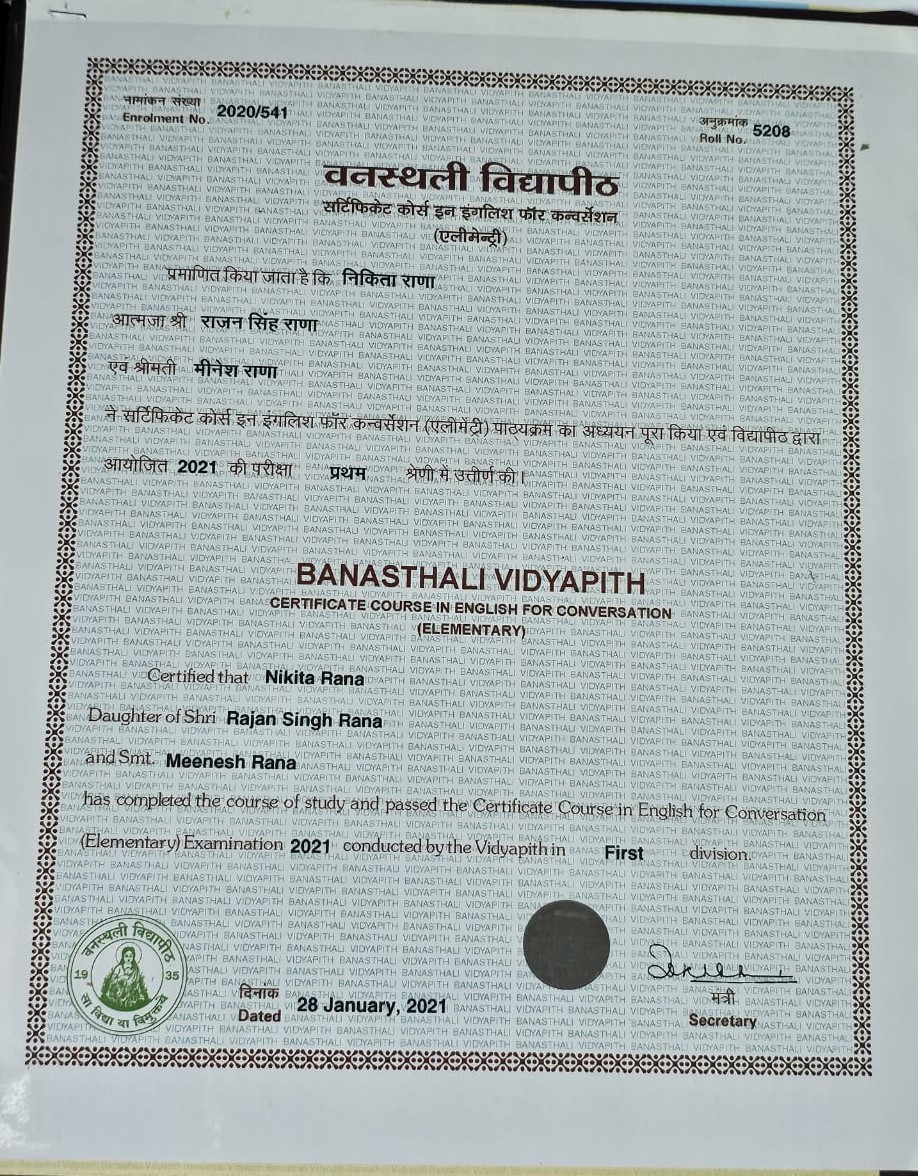 नामांकन संख्या
Enrolment No. 2020/541
अनुक्रमांक
Roll No. 5208
वनस्थली विद्यापीठ
सर्टिफिकेट कोर्स इन इंगलिश फॉर कन्वर्सेशन
(एलीमेन्ट्री)
प्रमाणित किया जाता है कि निकिता राणा
आत्मजा श्री राजन सिंह राणा
एवं श्रीमती मीनेश राणा
ने सर्टिफिकेट कोर्स इन इंगलिश फॉर कन्वर्सेशन (एलीमेंट्री) पाठ्यक्रम का अध्ययन पूरा किया एवं विद्यापीठ द्वारा
आयोजित 2021 की परीक्षा प्रथम श्रेणी में उत्तीर्ण की।
BANASTHALI VIDYAPITH
CERTIFICATE COURSE IN ENGLISH FOR CONVERSATION
(ELEMENTARY)
Certified that Nikita Rana
Daughter of Shri Rajan Singh Rana
and Smt. Meenesh Rana
has completed the course of study and passed the Certificate Course in English for Conversation
(Elementary) Examination 2021 conducted by the Vidyapith in First division.
वनस्थली विद्यापीठ
19 35
सा विद्या या विमुक्तये
दिनांक
Dated 28 January, 2021
मंत्री
Secretary